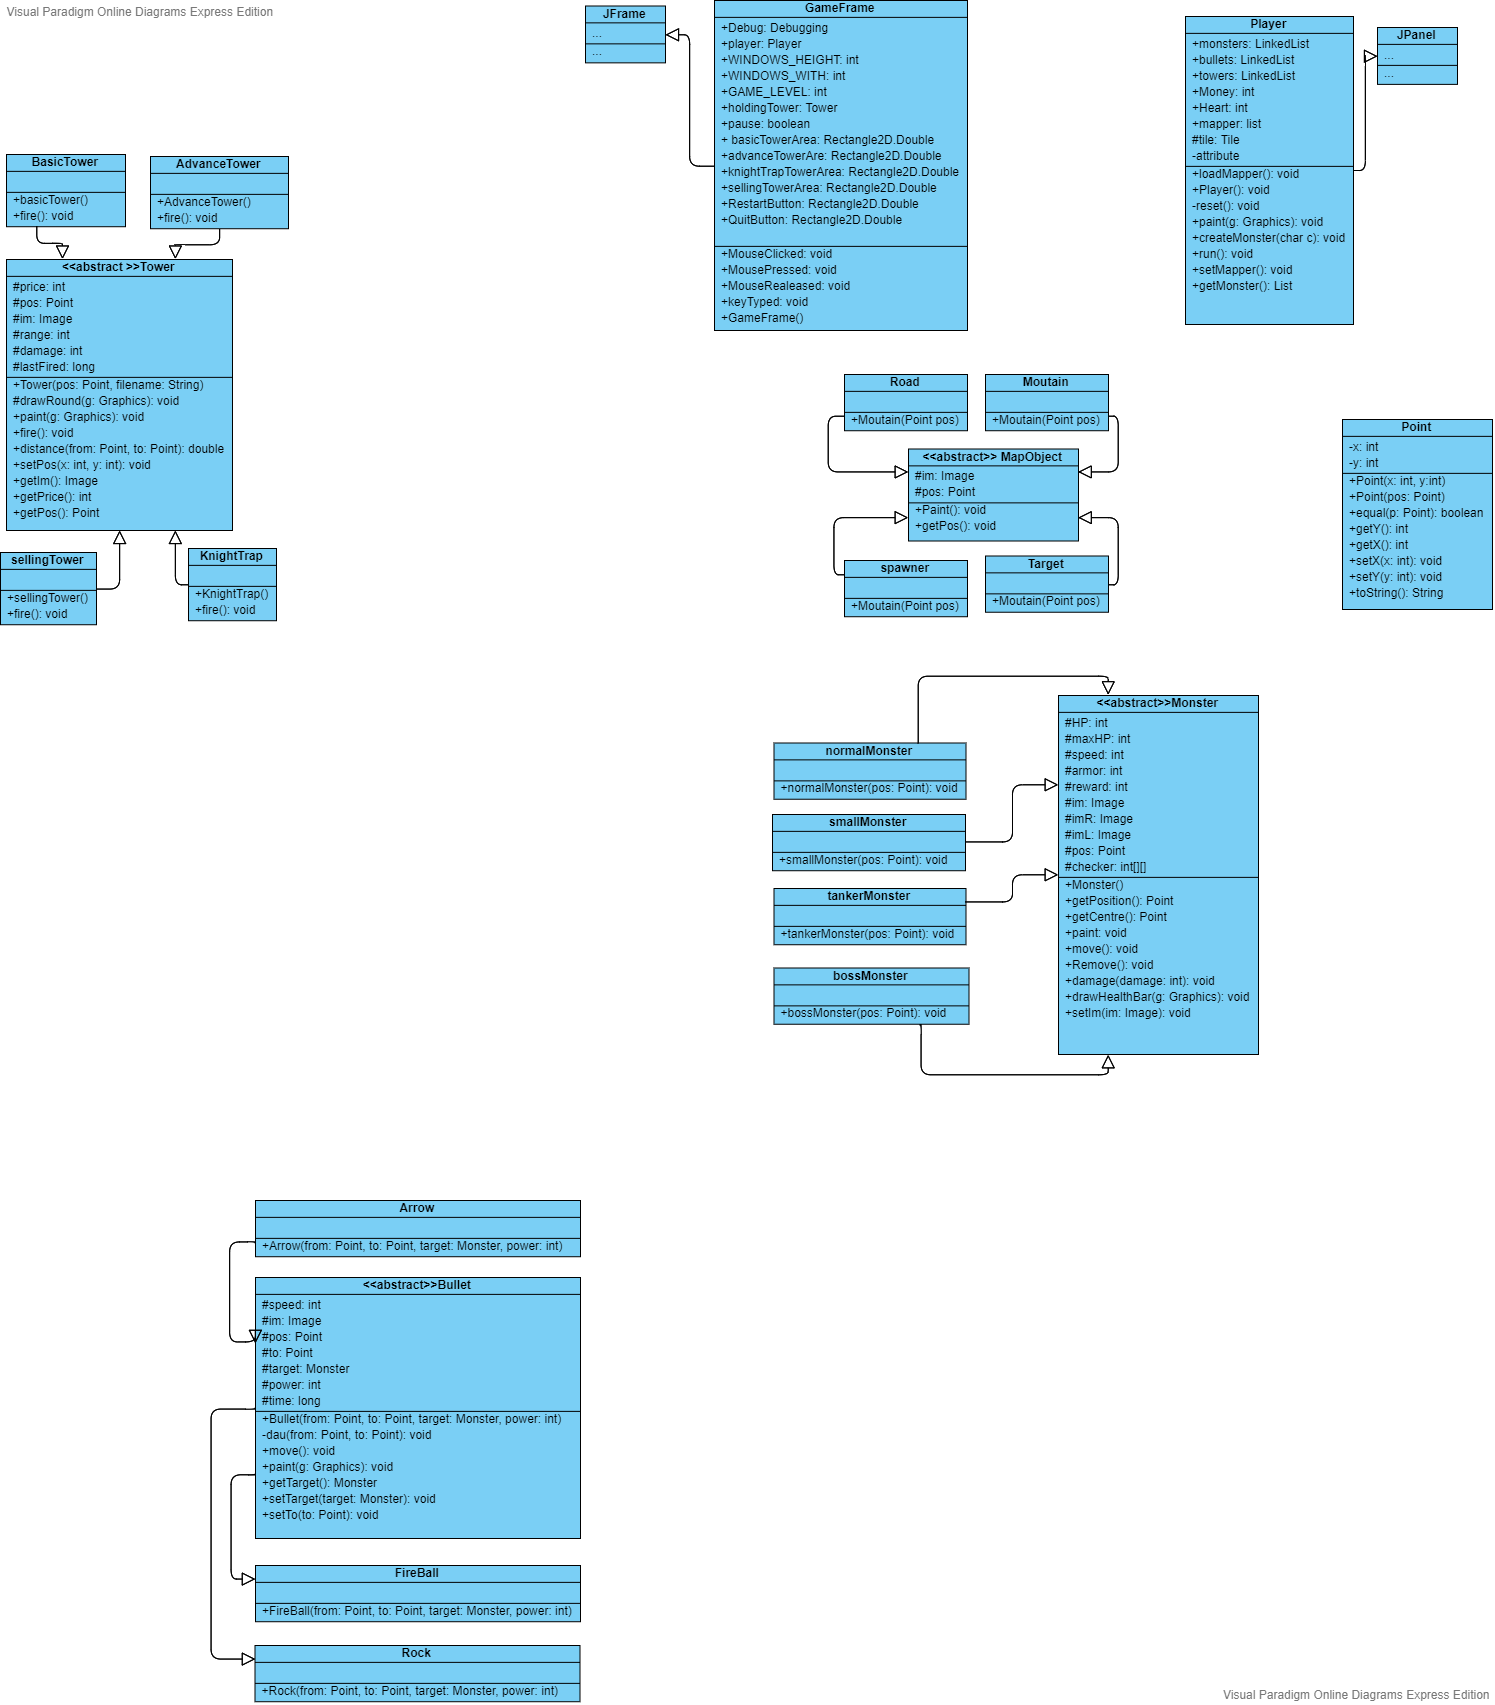 Visual Paradigm Online Diagrams Express Edition
JFrame
...
...
GameFrame
+Debug: Debugging
+player: Player
+WINDOWS_HEIGHT: int
+WINDOWS_WITH: int
+GAME_LEVEL: int
+holdingTower: Tower
+pause: boolean
+ basicTowerArea: Rectangle2D.Double
+advanceTowerAre: Rectangle2D.Double
+knightTrapTowerArea: Rectangle2D.Double
+sellingTowerArea: Rectangle2D.Double
+RestartButton: Rectangle2D.Double
+QuitButton: Rectangle2D.Double
+MouseClicked: void
+MousePressed: void
+MouseRealeased: void
+keyTyped: void
+GameFrame()
Player
+monsters: LinkedList
+bullets: LinkedList
+towers: LinkedList
+Money: int
+Heart: int
+mapper: list
#tile: Tile
-attribute
+loadMapper(): void
+Player(): void
-reset(): void
+paint(g: Graphics): void
+createMonster(char c): void
+run(): void
+setMapper(): void
+getMonster(): List
JPanel
...
...
BasicTower
+basicTower()
+fire(): void
AdvanceTower
+AdvanceTower()
+fire(): void
<<abstract >>Tower
#price: int
#pos: Point
#im: Image
#range: int
#damage: int
#lastFired: long
+Tower(pos: Point, filename: String)
#drawRound(g: Graphics): void
+paint(g: Graphics): void
+fire(): void
+distance(from: Point, to: Point): double
+setPos(x: int, y: int): void
+getIm(): Image
+getPrice(): int
+getPos(): Point
sellingTower
+sellingTower()
+fire(): void
KnightTrap
+KnightTrap()
+fire(): void
Road
+Moutain(Point pos)
Moutain
+Moutain(Point pos)
<<abstract>> MapObject
#im: Image
#pos: Point
+Paint(): void
+getPos(): void
spawner
+Moutain(Point pos)
Target
+Moutain(Point pos)
Point
-x: int
-y: int
+Point(x: int, y:int)
+Point(pos: Point)
+equal(p: Point): boolean
+getY(): int
+getX(): int
+setX(x: int): void
+setY(y: int): void
+toString(): String
normalMonster
+normalMonster(pos: Point): void
smallMonster
+smallMonster(pos: Point): void
tankerMonster
+tankerMonster(pos: Point): void
bossMonster
+bossMonster(pos: Point): void
<<abstract>>Monster
#HP: int
#maxHP: int
#speed: int
#armor: int
#reward: int
#im: Image
#imR: Image
#imL: Image
#pos: Point
#checker: int[][]
+Monster()
+getPosition(): Point
+getCentre(): Point
+paint: void
+move(): void
+Remove(): void
+damage(damage: int): void
+drawHealthBar(g: Graphics): void
+setIm(im: Image): void
Arrow
+Arrow(from: Point, to: Point, target: Monster, power: int)
<<abstract>>Bullet
#speed: int
#im: Image
#pos: Point
#to: Point
#target: Monster
#power: int
#time: long
+Bullet(from: Point, to: Point, target: Monster, power: int)
-dau(from: Point, to: Point): void
+move(): void
+paint(g: Graphics): void
+getTarget(): Monster
+setTarget(target: Monster): void
+setTo(to: Point): void
FireBall
+FireBall(from: Point, to: Point, target: Monster, power: int)
Rock
+Rock(from: Point, to: Point, target: Monster, power: int)
Visual Paradigm Online Diagrams Express Edition